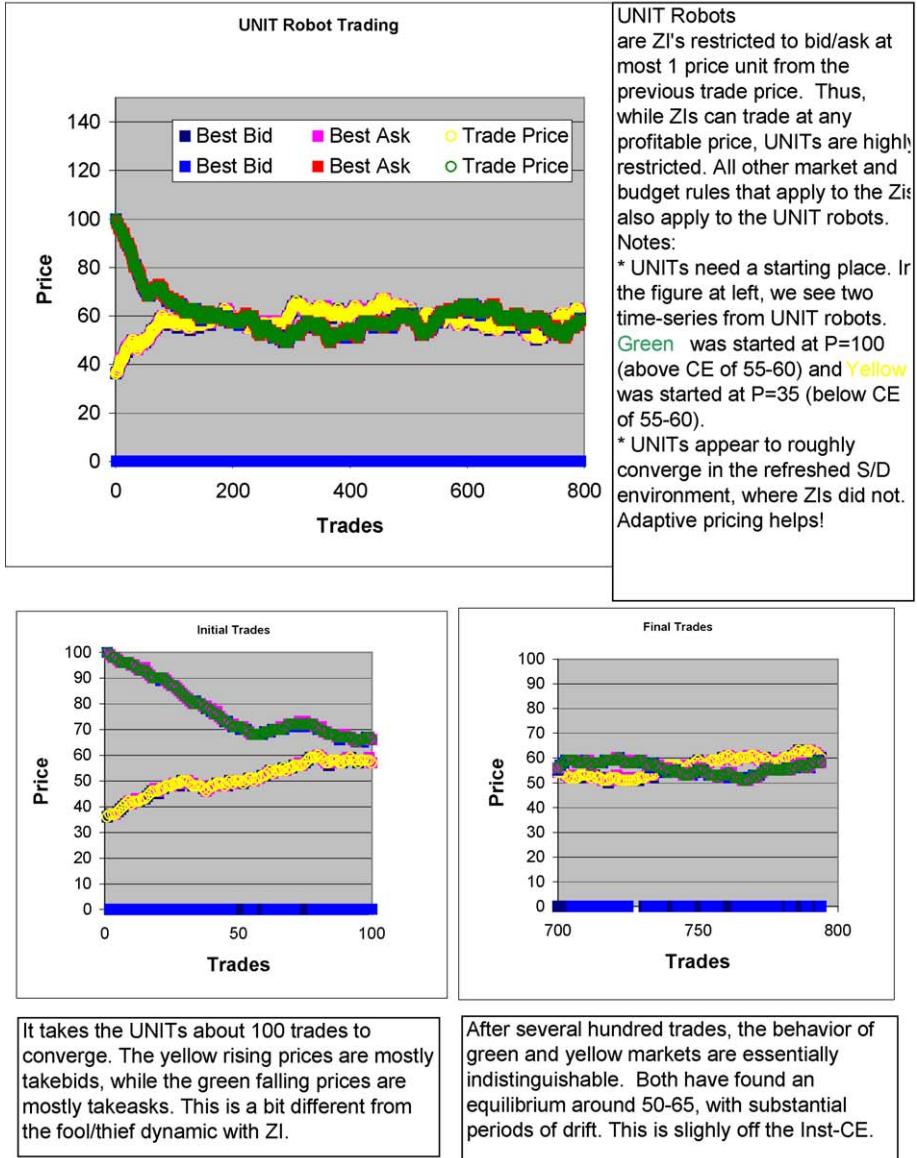 UNIT Robot Trading
140
120
100
80
60
40
20
0
Price
Best Bid Best Ask Trade Price
Best Bid Best Ask Trade Price
0 200 400 600 800
Trades
UNIT Robots
are ZI's restricted to bid/ask at
most 1 price unit from the
previous trade price. Thus,
while ZIs can trade at any
profitable price, UNITs are highly
restricted. All other market and
budget rules that apply to the Zis
also apply to the UNIT robots.
Notes:
* UNITs need a starting place. In
the figure at left, we see two
time-series from UNIT robots.
Green was started at P=100
(above CE of 55-60) and Yellow
was started at P=35 (below CE
of 55-60).
* UNITs appear to roughly
converge in the refreshed S/D
environment, where ZIs did not.
Adaptive pricing helps!
Initial Trades
100
90
80
70
60
50
40
30
20
10
0
Price
0 50 100
Trades
Final Trades
100
90
80
70
60
50
40
30
20
10
0
Price
700 750 800
Trades
It takes the UNITs about 100 trades to
converge. The yellow rising prices are mostly
takebids, while the green falling prices are
mostly takeasks. This is a bit different from
the fool/thief dynamic with ZI.
After several hundred trades, the behavior of
green and yellow markets are essentially
indistinguishable. Both have found an
equilibrium around 50-65, with substantial
periods of drift. This is slighly off the Inst-CE.